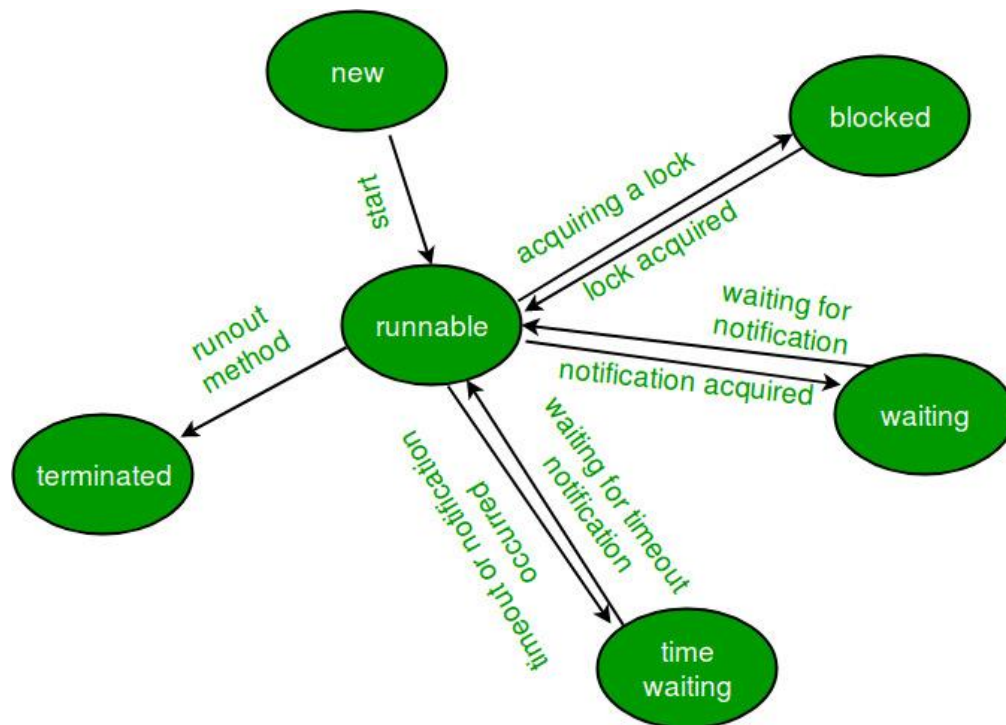 new
blocked
start
acquiring a lock
lock acquired
waiting for
notification
runnable
runout
method
notification acquired
waiting
terminated
timeout or notification
occurred
waiting for timeout
notification
time
waiting